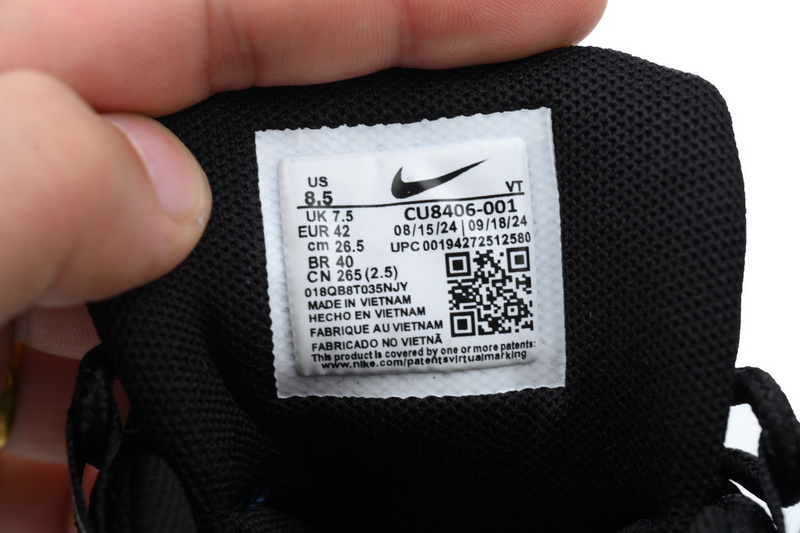 US
8.5
VT
UK 7.5
CU8406-001
EUR 42
08/15/24 | 09/18/24
cm 26.5
UPC 00194272512580
BR 40
CN 265 (2.5)
018QB8T035NJY
MADE IN VIETNAM
HECHO EN VIETNAM
FABRIQUE AU VIETNAM
FABRICADO NO VIETNÃ
This product is covered by one or more patents:
www.nike.com/patentsvirtualmarking